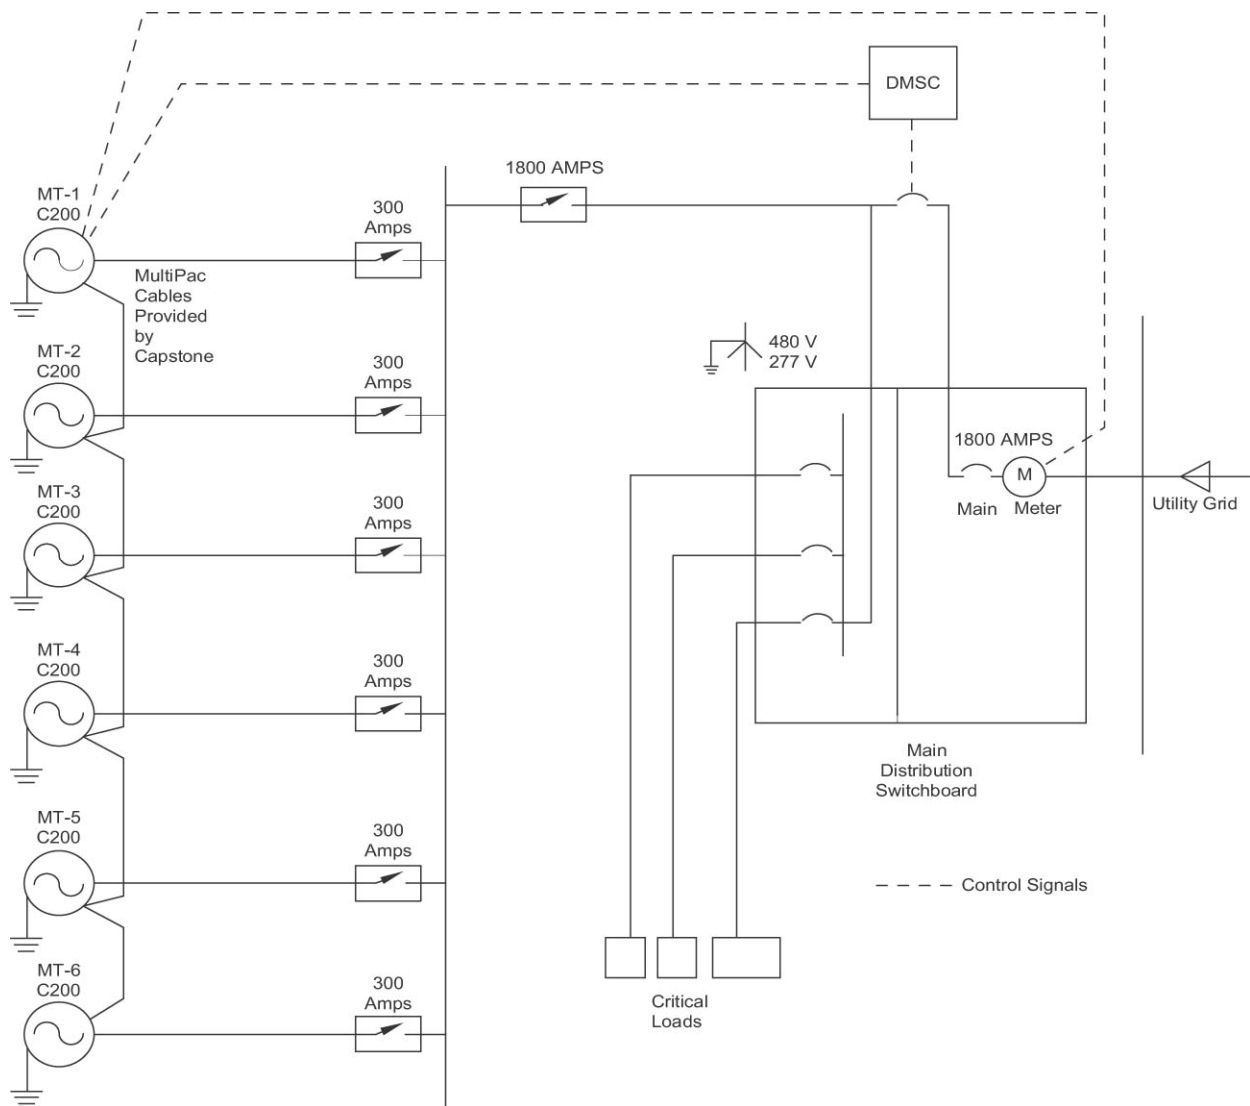 DMSC
1800 AMPS
MT-1
C200
300
Amps
MultiPac
Cables
Provided
by
Capstone
480 V
277 V
MT-2
C200
300
Amps
1800 AMPS
M
Main
Meter
Utility Grid
MT-3
C200
300
Amps
MT-4
C200
300
Amps
Main
Distribution
Switchboard
MT-5
C200
300
Amps
Control Signals
MT-6
C200
300
Amps
Critical
Loads